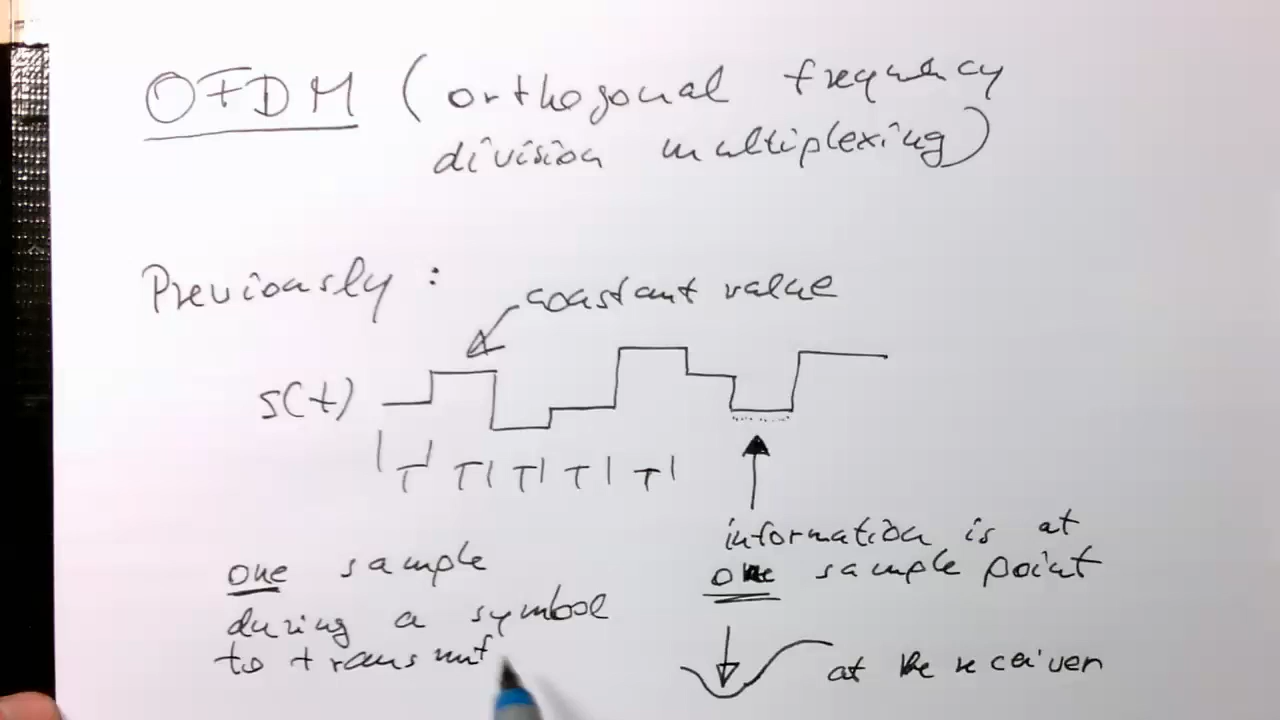 OFDM (orthogonal frequency
division multiplexing)
Previously :
constant value
s(t)
T T T T T
information is at
one sample point
one sample
during a symbol
to transmit
at the receiver